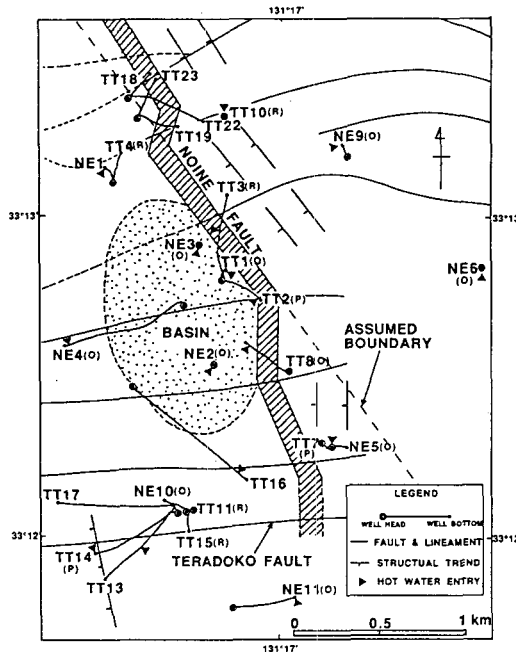 131°17'
TT18
TT23
TT10(R)
TT22
TT19
TT4(R)
NE1
NE9(O)
NOINE FAULT
TT3(R)
33°13'
33°13'
NE3
(O)
TT1(O)
NE6
(O)
TT2(P)
BASIN
ASSUMED
BOUNDARY
NE4(O)
NE2(O)
TT8(O)
TT7
(P)
NE5(O)
TT16
TT17
NE10(O)
TT11(R)
TT15(R)
33°12'
33°12'
TT14
(P)
TERADOKO FAULT
TT13
NE11(O)
LEGEND
WELL HEAD
WELL BOTTOM
FAULT & LINEAMENT
STRUCTURAL TREND
HOT WATER ENTRY
0 0.5 1 km
131°17'